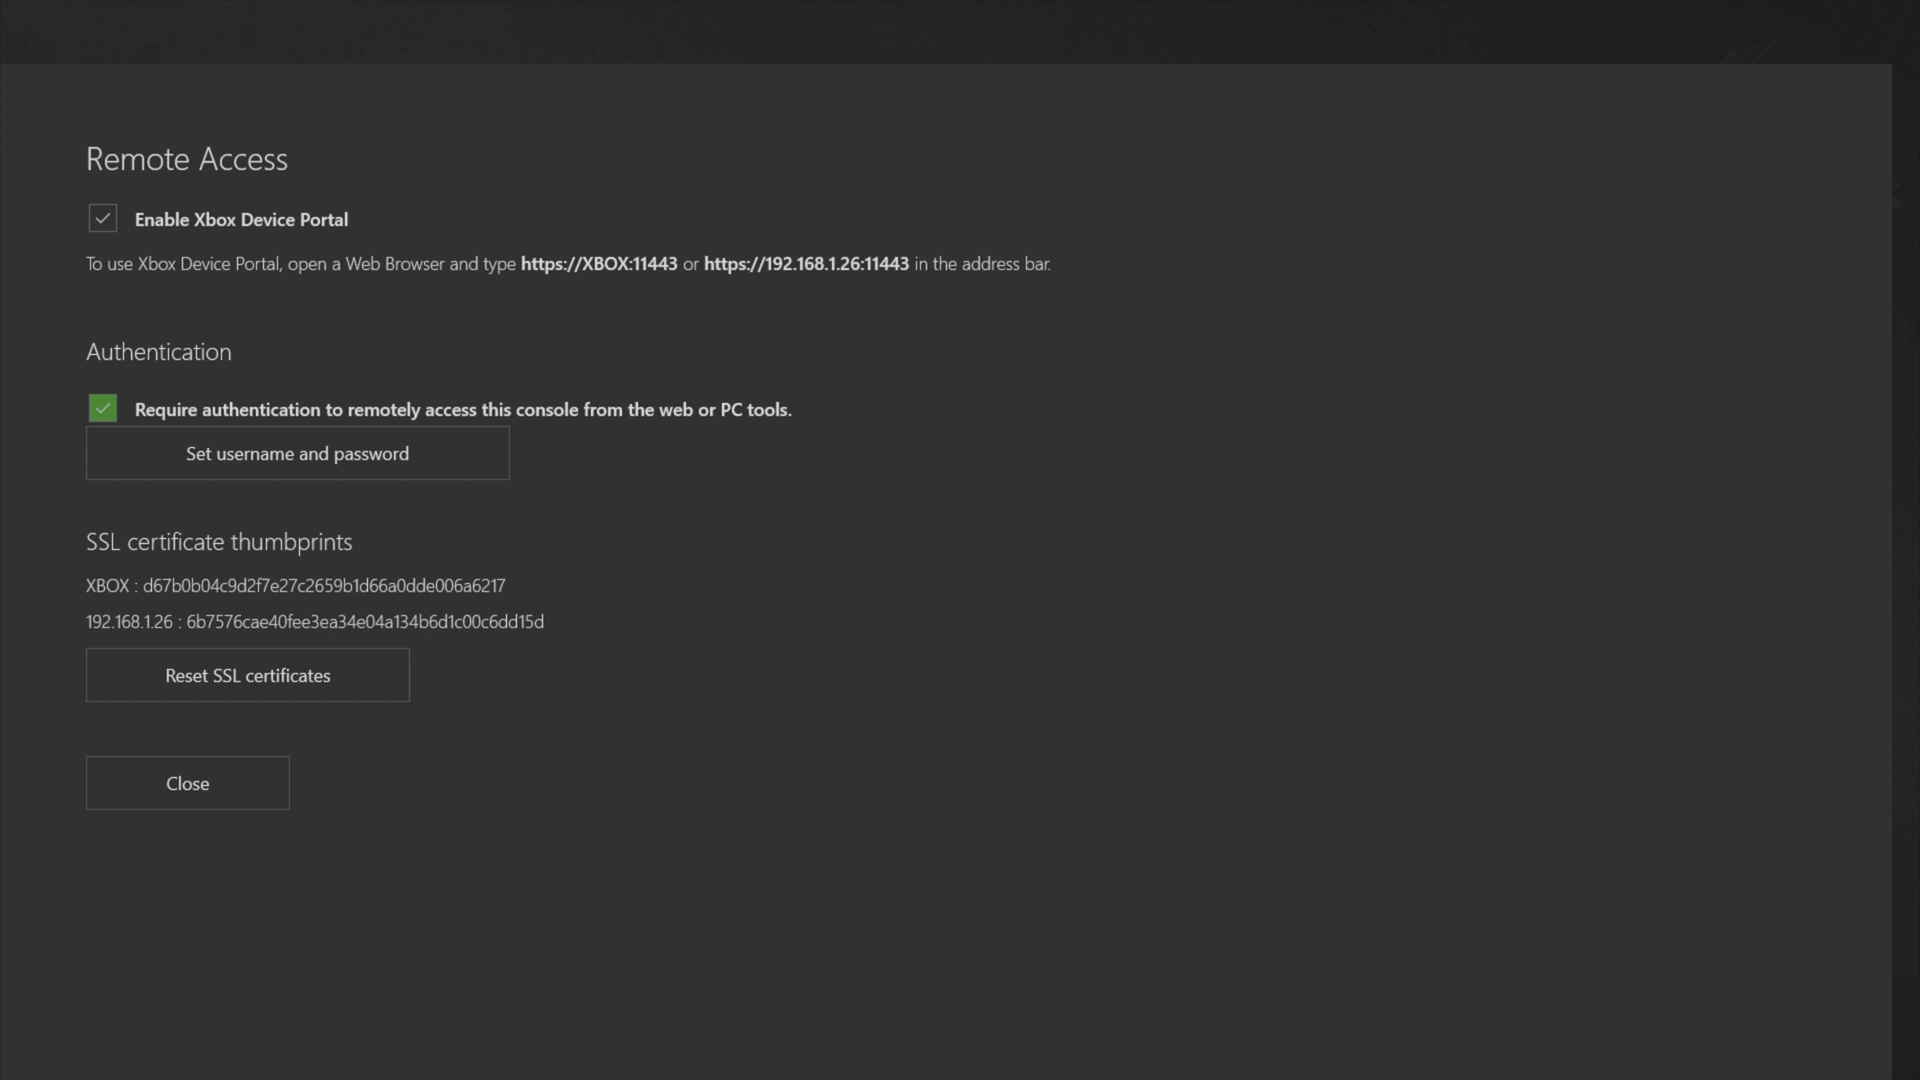 Remote Access
Enable Xbox Device Portal
To use Xbox Device Portal, open a Web Browser and type https://XBOX:11443 or https://192.168.1.26:11443 in the address bar.
Authentication
Require authentication to remotely access this console from the web or PC tools.
Set username and password
SSL certificate thumbprints
XBOX : d67b0b04c9d2f7e27c2659b1d66a0dde006a6217
192.168.1.26 : 6b7576cae40fee3ea34e04a134b6d1c00c6dd15d
Reset SSL certificates
Close